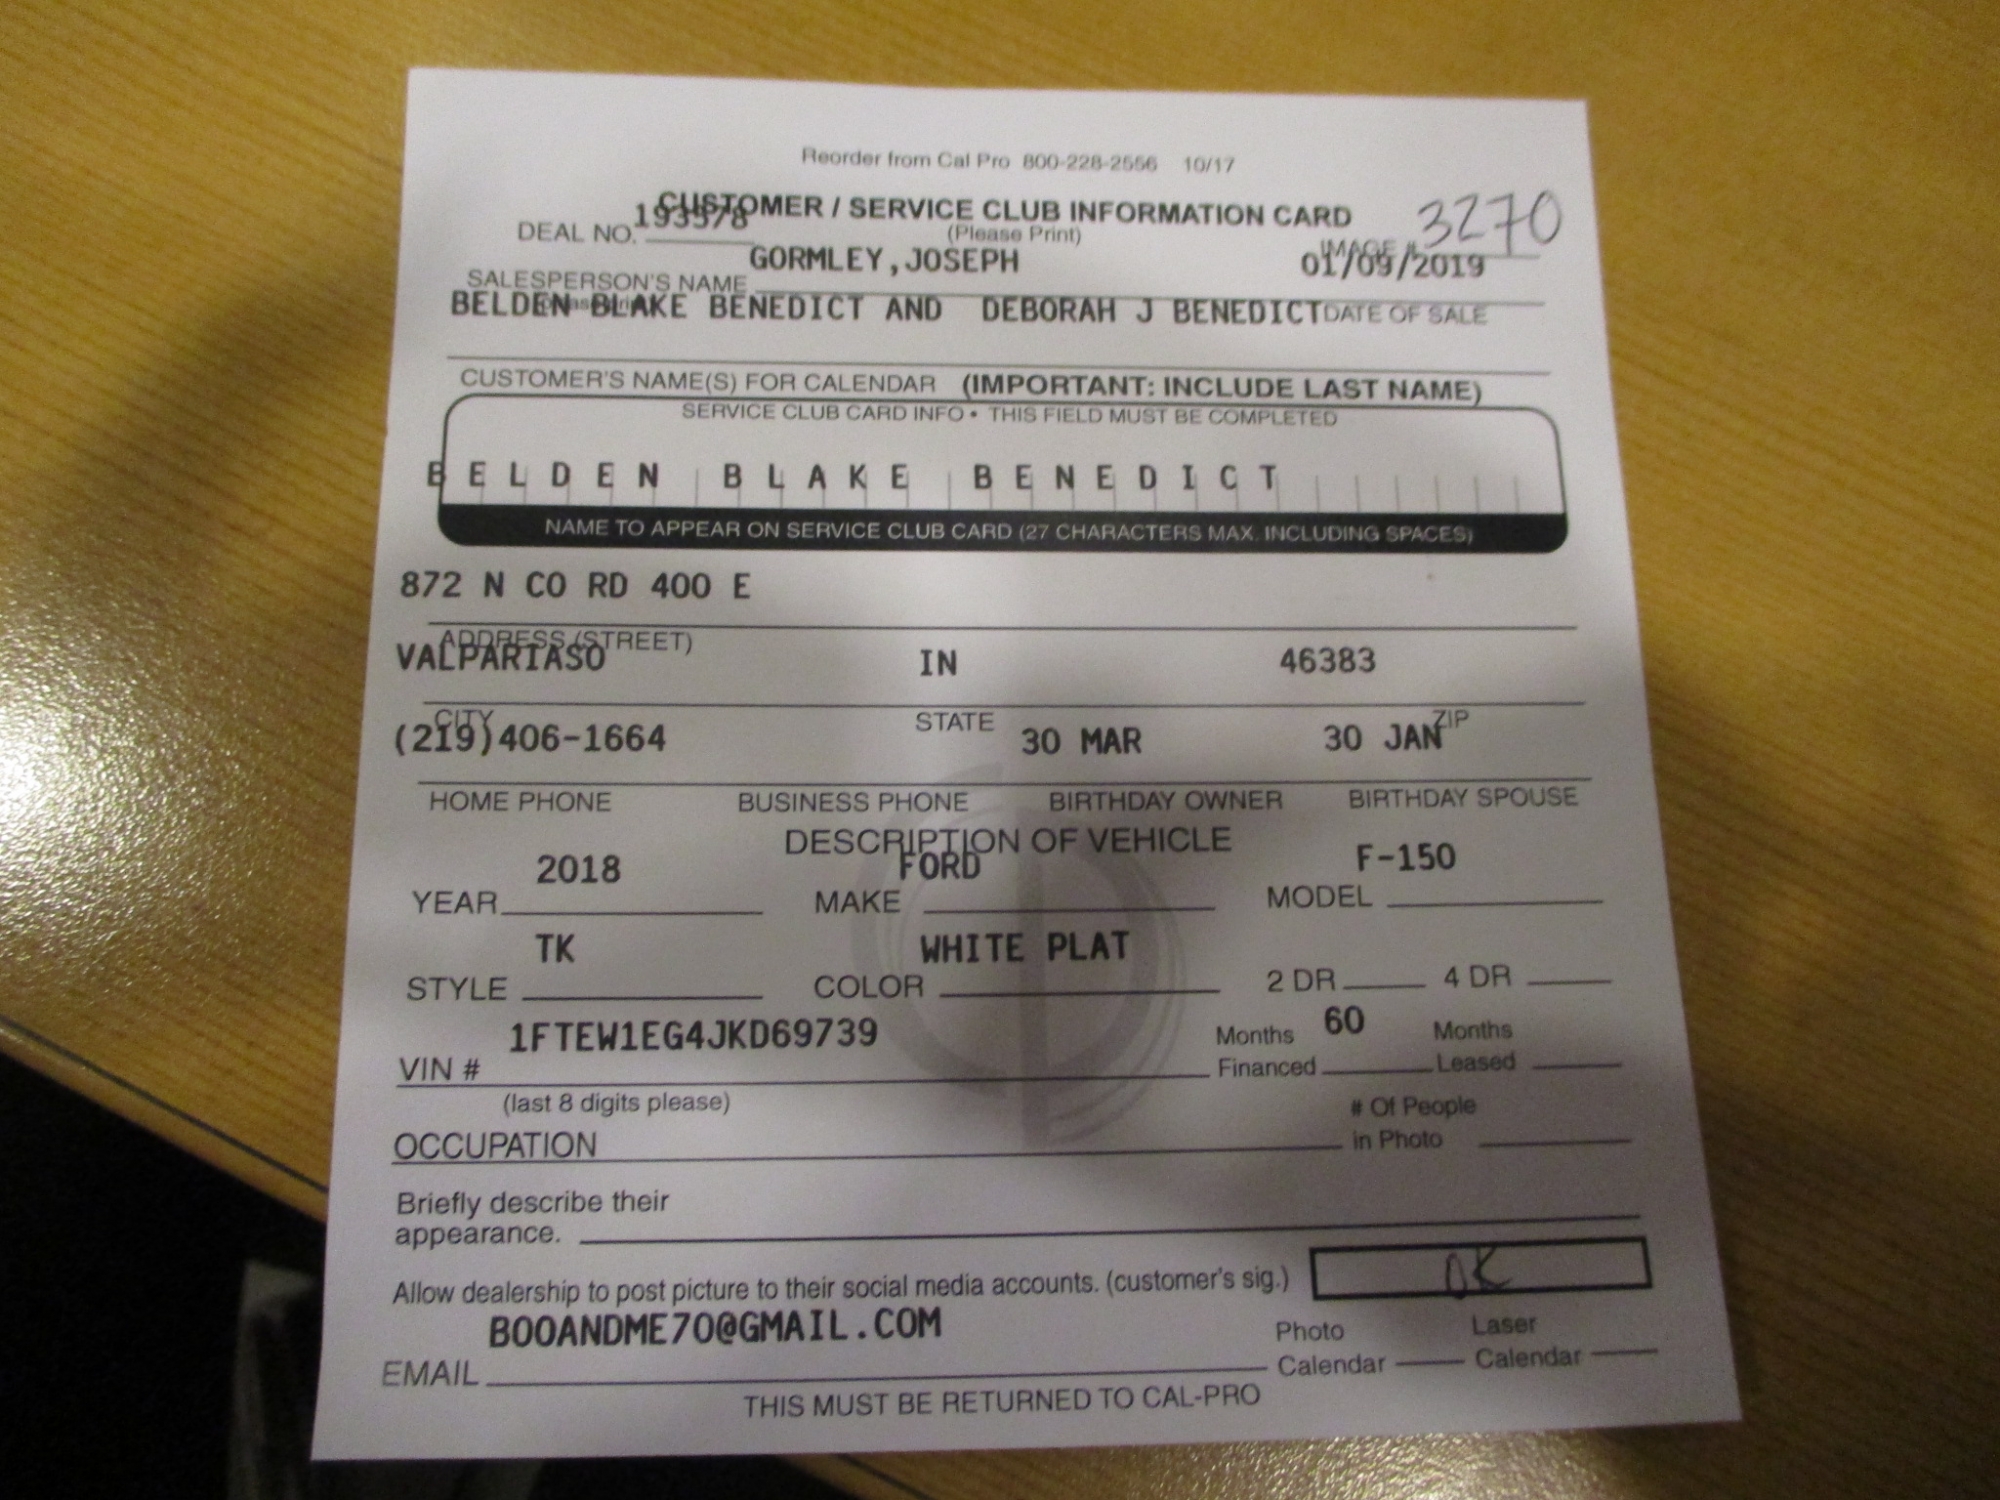 Reorder from Cal Pro 800-228-2556 10/17
CUSTOMER / SERVICE CLUB INFORMATION CARD
(Please Print)
3270
DEAL NO. 193978
IMAGE #
GORMLEY,JOSEPH 01/09/2019
SALESPERSON'S NAME
BELDEN BLAKE BENEDICT AND DEBORAH J BENEDICT DATE OF SALE
CUSTOMER'S NAME(S) FOR CALENDAR (IMPORTANT: INCLUDE LAST NAME)
SERVICE CLUB CARD INFO • THIS FIELD MUST BE COMPLETED
BELDEN BLAKE BENEDICT
NAME TO APPEAR ON SERVICE CLUB CARD (27 CHARACTERS MAX. INCLUDING SPACES)
872 N CO RD 400 E
ADDRESS (STREET)
VALPARIASO IN 46383
CITY STATE ZIP
(219)406-1664 30 MAR 30 JAN
HOME PHONE BUSINESS PHONE BIRTHDAY OWNER BIRTHDAY SPOUSE
DESCRIPTION OF VEHICLE
2018 FORD F-150
YEAR MAKE MODEL
TK WHITE PLAT
STYLE COLOR 2 DR 4 DR
1FTEW1EG4JKD69739 Months 60 Months
VIN # Financed Leased
(last 8 digits please) # Of People
OCCUPATION in Photo
Briefly describe their
appearance.
Allow dealership to post picture to their social media accounts. (customer's sig.) OK
BOOANDME70@GMAIL.COM Photo Laser
EMAIL Calendar Calendar
THIS MUST BE RETURNED TO CAL-PRO